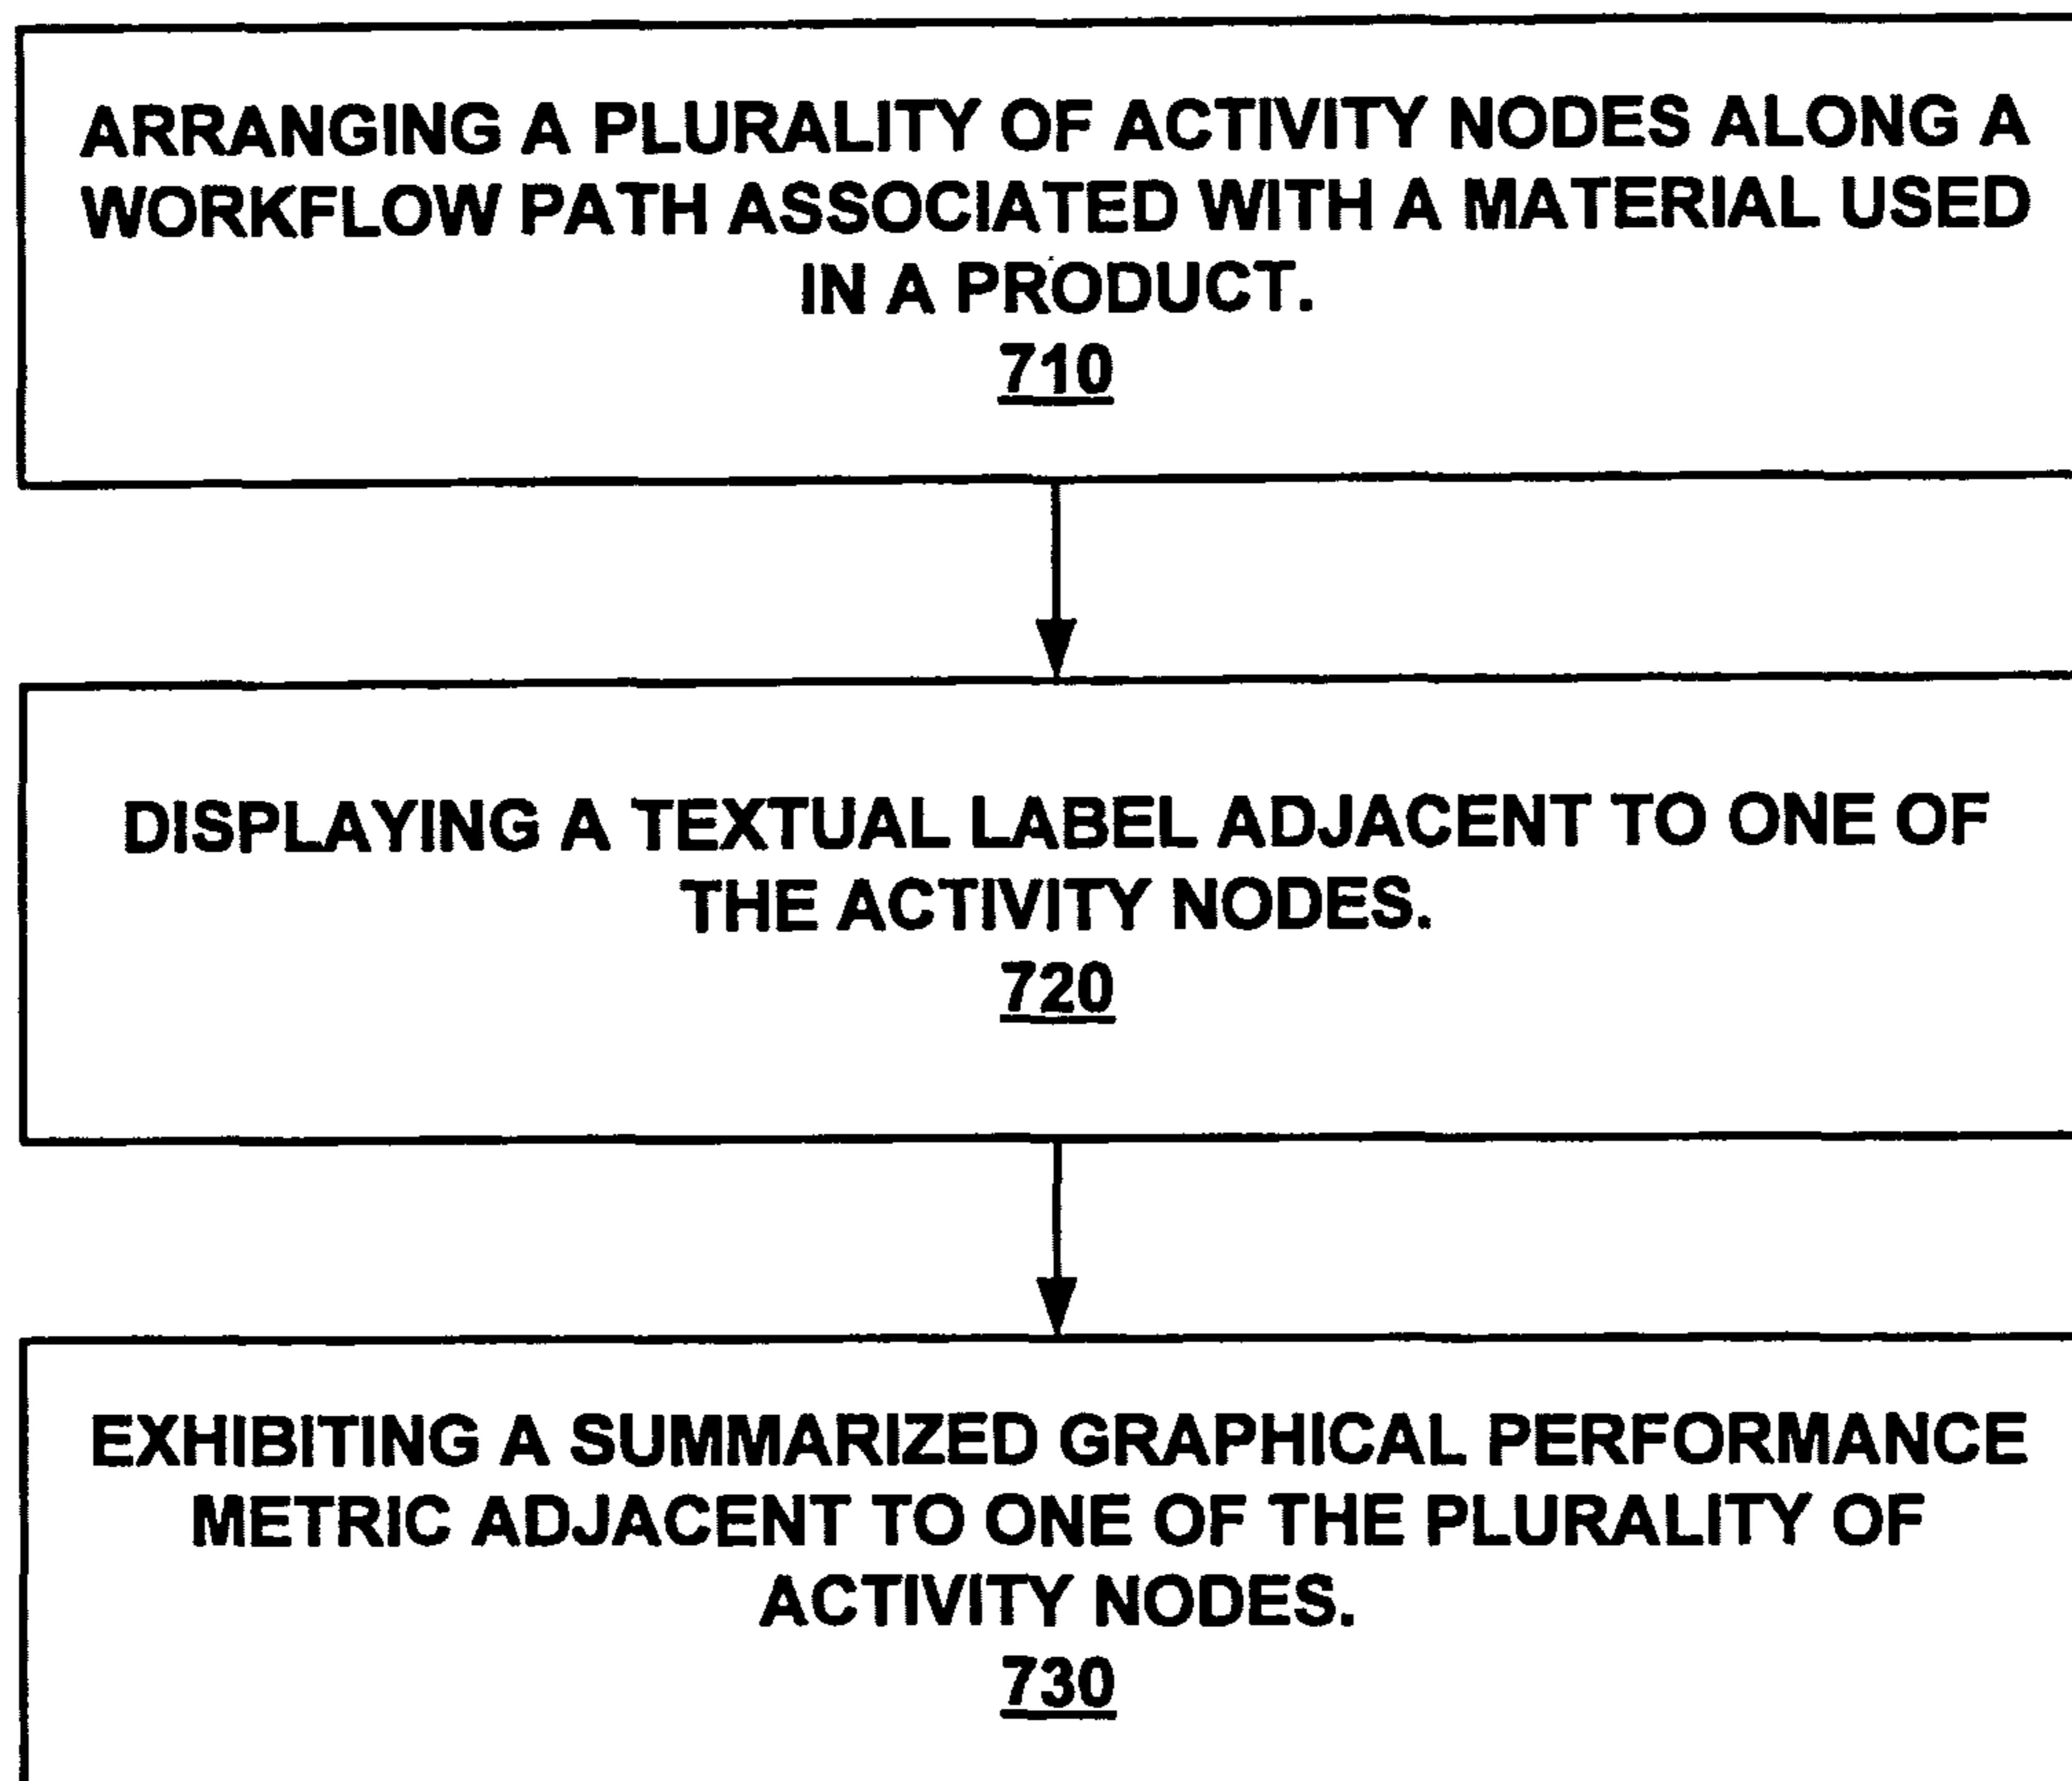 ARRANGING A PLURALITY OF ACTIVITY NODES ALONG A
WORKFLOW PATH ASSOCIATED WITH A MATERIAL USED
IN A PRODUCT.
710
DISPLAYING A TEXTUAL LABEL ADJACENT TO ONE OF
THE ACTIVITY NODES.
720
EXHIBITING A SUMMARIZED GRAPHICAL PERFORMANCE
METRIC ADJACENT TO ONE OF THE PLURALITY OF
ACTIVITY NODES.
730